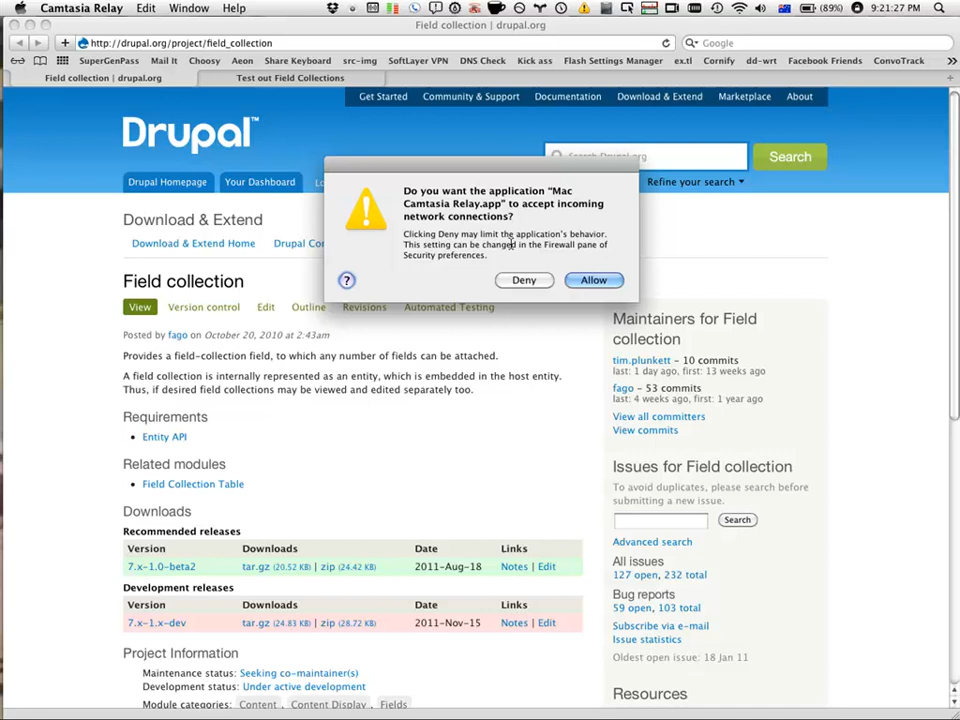 Camtasia Relay Edit Window Help (89%) 9:21:27 PM
Field collection | drupal.org
http://drupal.org/project/field_collection Google
SuperGenPass Mail It Choosy Aeon Share Keyboard src-img SoftLayer VPN DNS Check Kick ass Flash Settings Manager ex.tl Cornify dd-wrt Facebook Friends ConvoTrack
Field collection | drupal.org Test out Field Collections
Get Started Community & Support Documentation Download & Extend Marketplace About
Drupal™
Search Drupal.org Search
Drupal Homepage Your Dashboard Refine your search
Do you want the application "Mac
Camtasia Relay.app" to accept incoming
network connections?
Clicking Deny may limit the application's behavior.
This setting can be changed in the Firewall pane of
Security preferences.
? Deny Allow
Download & Extend
Download & Extend Home
Field collection
View Version control Edit Outline Revisions Automated Testing
Posted by fago on October 20, 2010 at 2:43am
Provides a field-collection field, to which any number of fields can be attached.
A field collection is internally represented as an entity, which is embedded in the host entity.
Thus, if desired field collections may be viewed and edited separately too.
Requirements
• Entity API
Related modules
• Field Collection Table
Downloads
Recommended releases
Version Downloads Date Links
7.x-1.0-beta2 tar.gz (20.52 KB) | zip (24.42 KB) 2011-Aug-18 Notes | Edit
Development releases
Version Downloads Date Links
7.x-1.x-dev tar.gz (24.83 KB) | zip (28.72 KB) 2011-Nov-15 Notes | Edit
Project Information
Maintenance status: Seeking co-maintainer(s)
Development status: Under active development
Module categories: Content , Content Display , Fields
Maintainers for Field
collection
tim.plunkett – 10 commits
last: 1 day ago, first: 13 weeks ago
fago – 53 commits
last: 4 weeks ago, first: 1 year ago
View all committers
View commits
Issues for Field collection
To avoid duplicates, please search before
submitting a new issue.
Search
Advanced search
All issues
127 open, 232 total
Bug reports
59 open, 103 total
Subscribe via e-mail
Issue statistics
Oldest open issue: 18 Jan 11
Resources